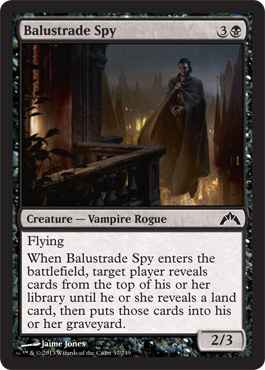 Balustrade Spy 3
Creature — Vampire Rogue
Flying
When Balustrade Spy enters the
battlefield, target player reveals
cards from the top of his or her
library until he or she reveals a land
card, then puts those cards into his
or her graveyard.
Jaime Jones
2/3
™ & © 2013 Wizards of the Coast 57/249